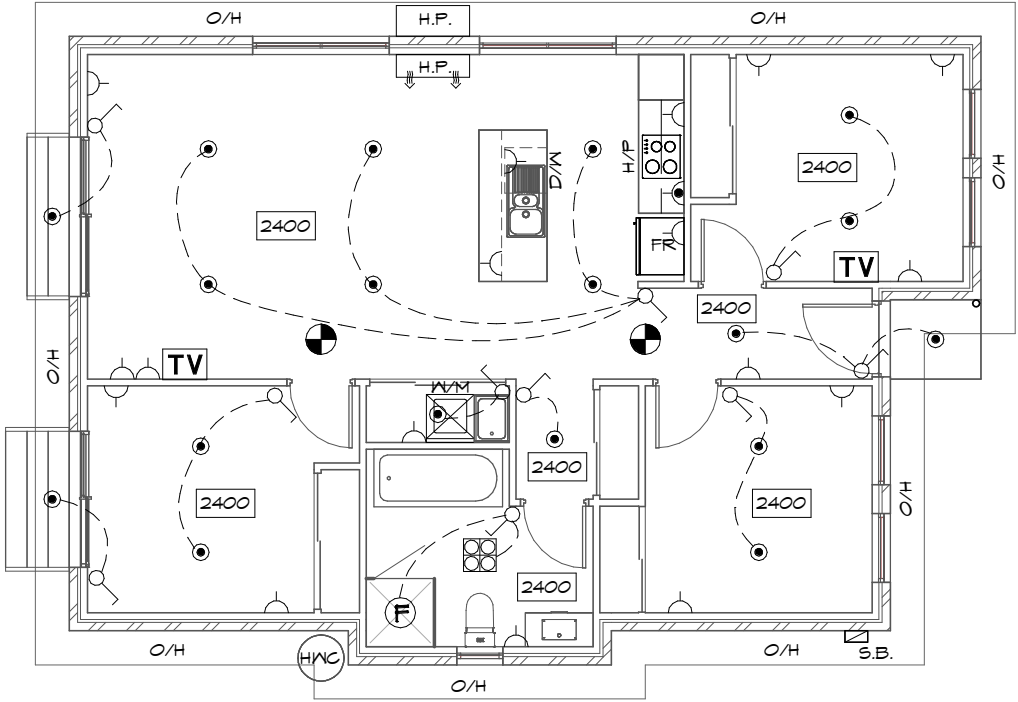 O/H
H.P.
O/H
H.P.
D/W
H/P
2400
O/H
2400
FR
TV
2400
O/H
TV
W/M
2400
2400
2400
O/H
2400
F
O/H
HWC
O/H
S.B.
O/H